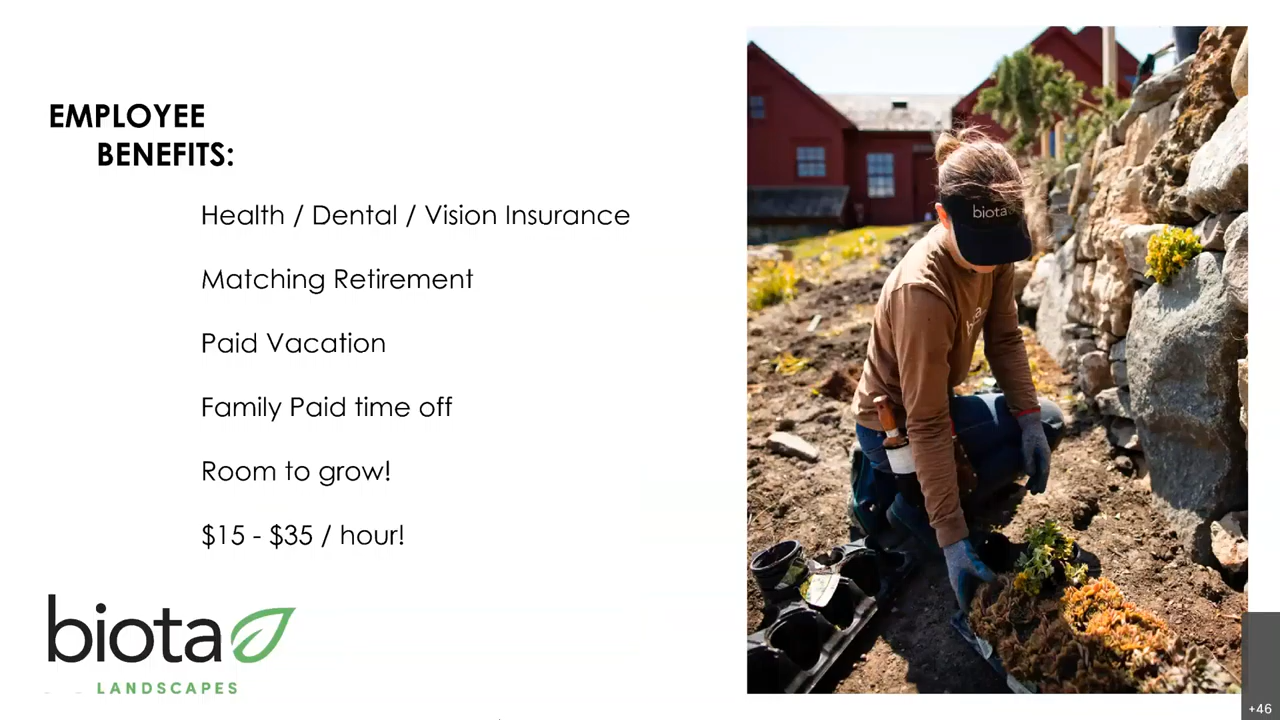 EMPLOYEE
BENEFITS:
Health / Dental / Vision Insurance
Matching Retirement
Paid Vacation
Family Paid time off
Room to grow!
$15 - $35 / hour!
biota
LANDSCAPES
biota
+46